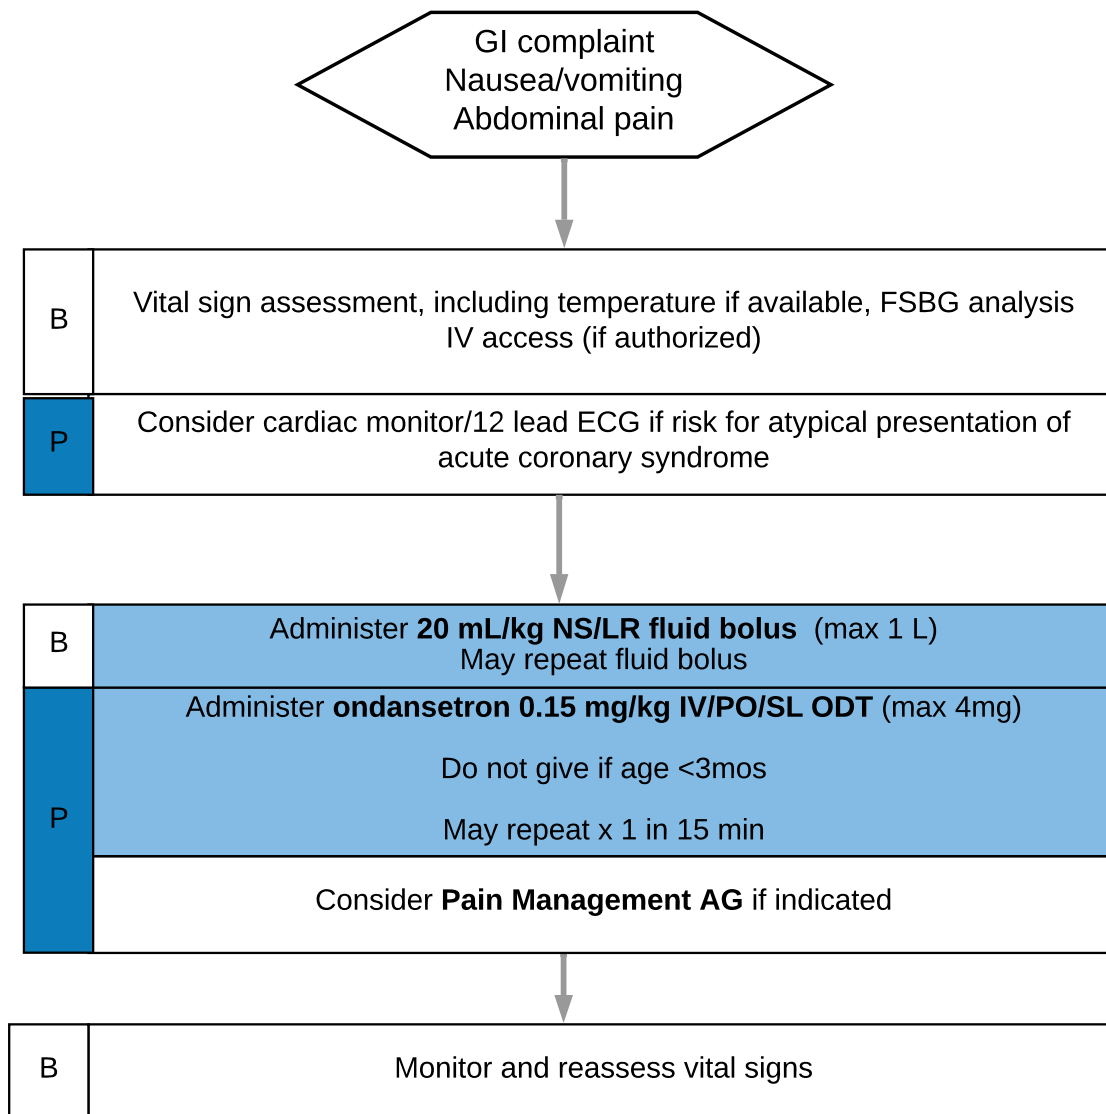 GI complaint
Nausea/vomiting
Abdominal pain
B
Vital sign assessment, including temperature if available, FSBG analysis
IV access (if authorized)
P
Consider cardiac monitor/12 lead ECG if risk for atypical presentation of
acute coronary syndrome
B
Administer 20 mL/kg NS/LR fluid bolus (max 1 L)
May repeat fluid bolus
P
Administer ondansetron 0.15 mg/kg IV/PO/SL ODT (max 4mg)
Do not give if age <3mos
May repeat x 1 in 15 min
Consider Pain Management AG if indicated
B
Monitor and reassess vital signs